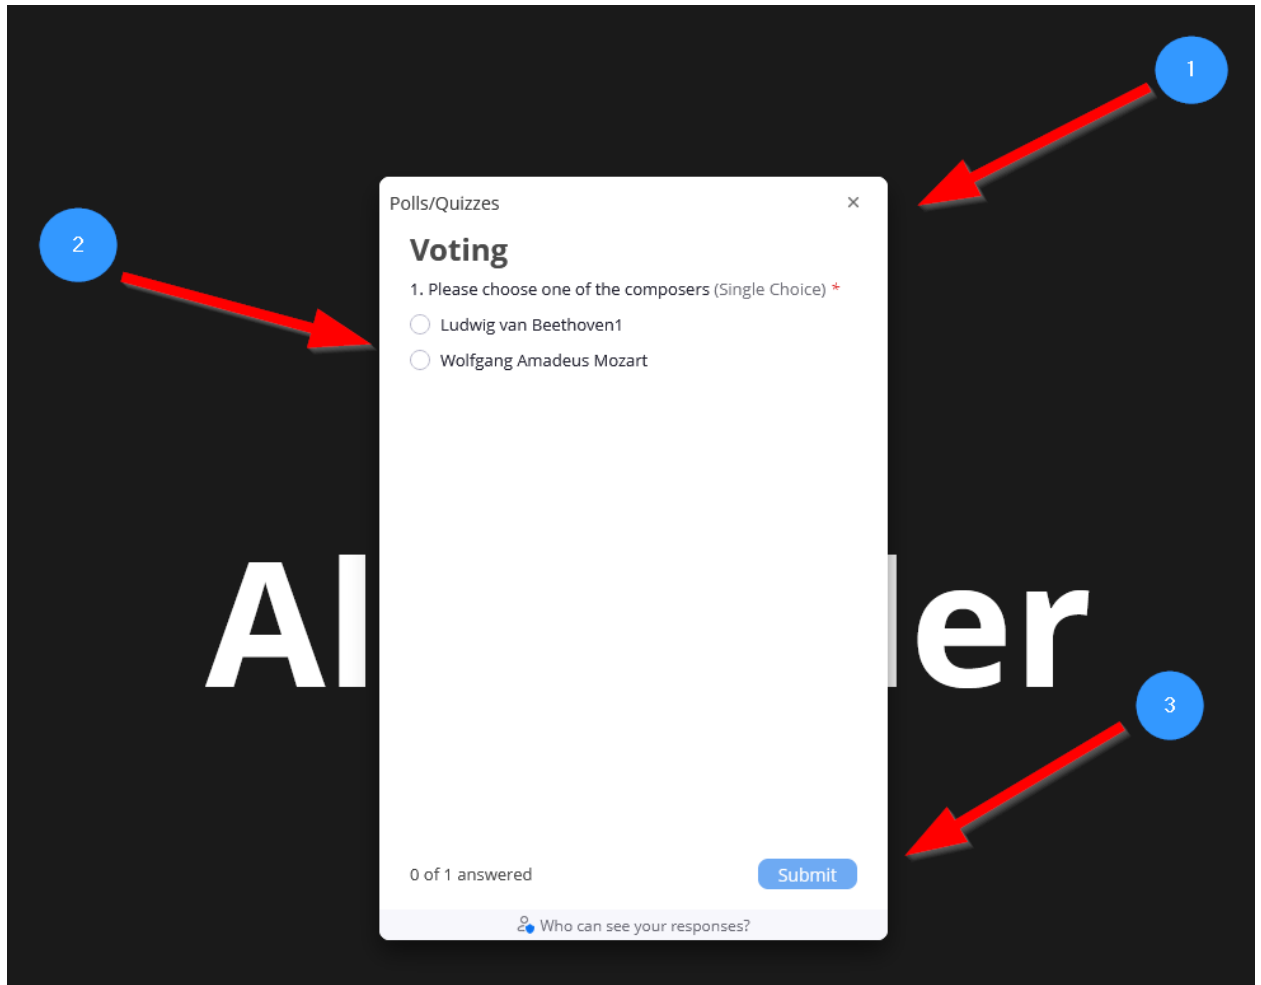 1
Polls/Quizzes
2
Voting
1. Please choose one of the composers (Single Choice) *
Ludwig van Beethoven1
Wolfgang Amadeus Mozart
Al er
3
0 of 1 answered
Submit
Who can see your responses?